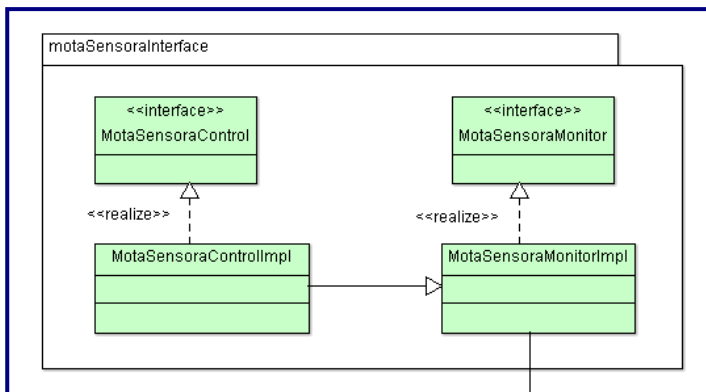 motaSensoraInterface
<<interface>>
MotaSensoraControl
<<interface>>
MotaSensoraMonitor
<<realize>>
<<realize>>
MotaSensoraControlImpl
MotaSensoraMonitorImpl